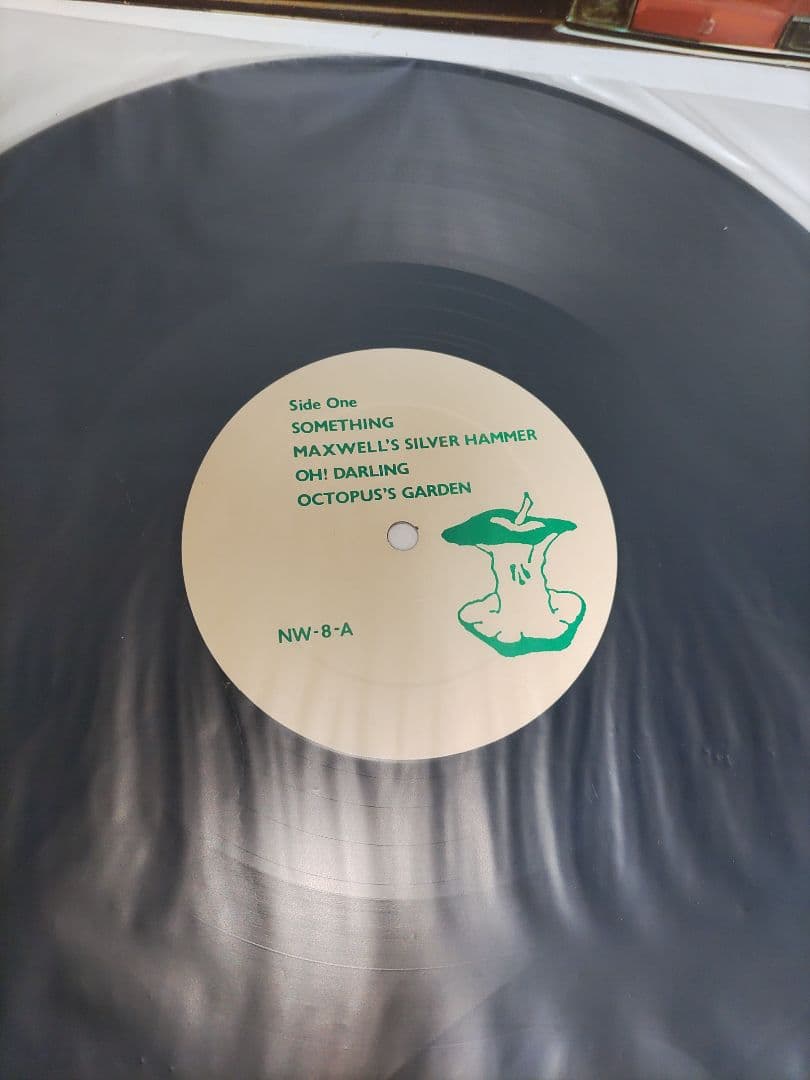 Side One
SOMETHING
MAXWELL'S SILVER HAMMER
OH! DARLING
OCTOPUS'S GARDEN
NW-8-A